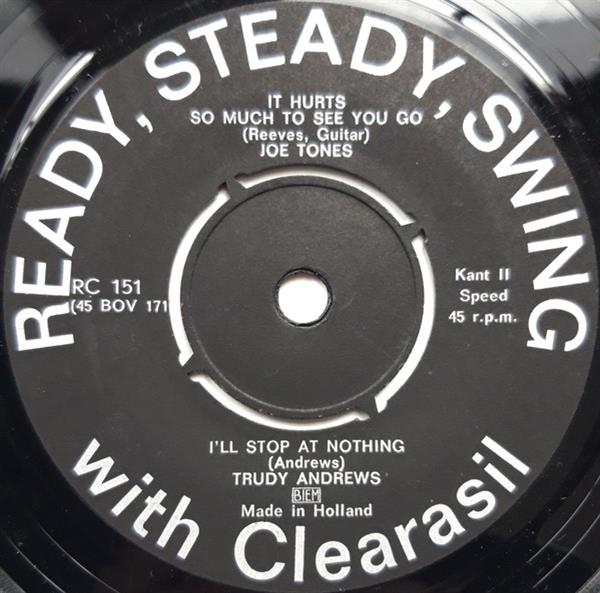 READY, STEADY, SWING
IT HURTS
SO MUCH TO SEE YOU GO
(Reeves, Guitar)
JOE TONES
RC 151
(45 BOV 171)
Kant II
Speed
45 r.p.m.
I'LL STOP AT NOTHING
(Andrews)
TRUDY ANDREWS
BIEM
Made in Holland
with Clearasil